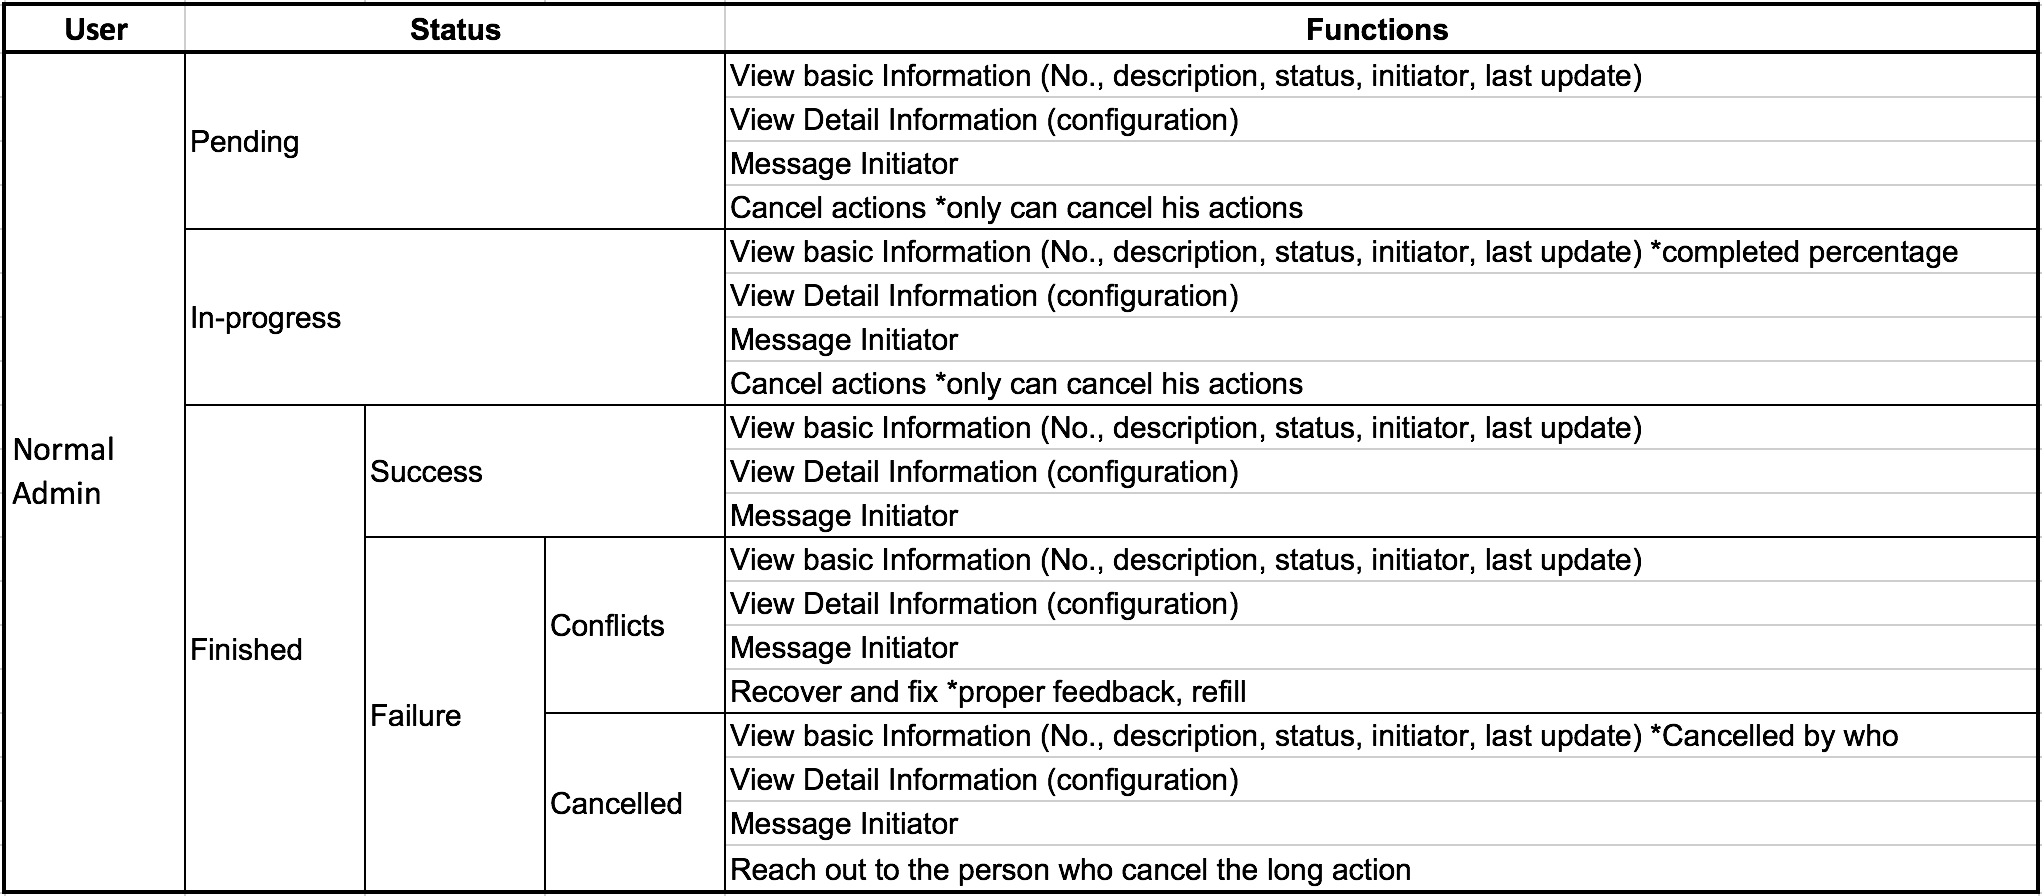 User
Status
Functions
Normal
Admin
Pending
View basic Information (No., description, status, initiator, last update)
View Detail Information (configuration)
Message Initiator
Cancel actions *only can cancel his actions
In-progress
View basic Information (No., description, status, initiator, last update) *completed percentage
View Detail Information (configuration)
Message Initiator
Cancel actions *only can cancel his actions
Finished
Success
View basic Information (No., description, status, initiator, last update)
View Detail Information (configuration)
Message Initiator
Failure
Conflicts
View basic Information (No., description, status, initiator, last update)
View Detail Information (configuration)
Message Initiator
Recover and fix *proper feedback, refill
Cancelled
View basic Information (No., description, status, initiator, last update) *Cancelled by who
View Detail Information (configuration)
Message Initiator
Reach out to the person who cancel the long action